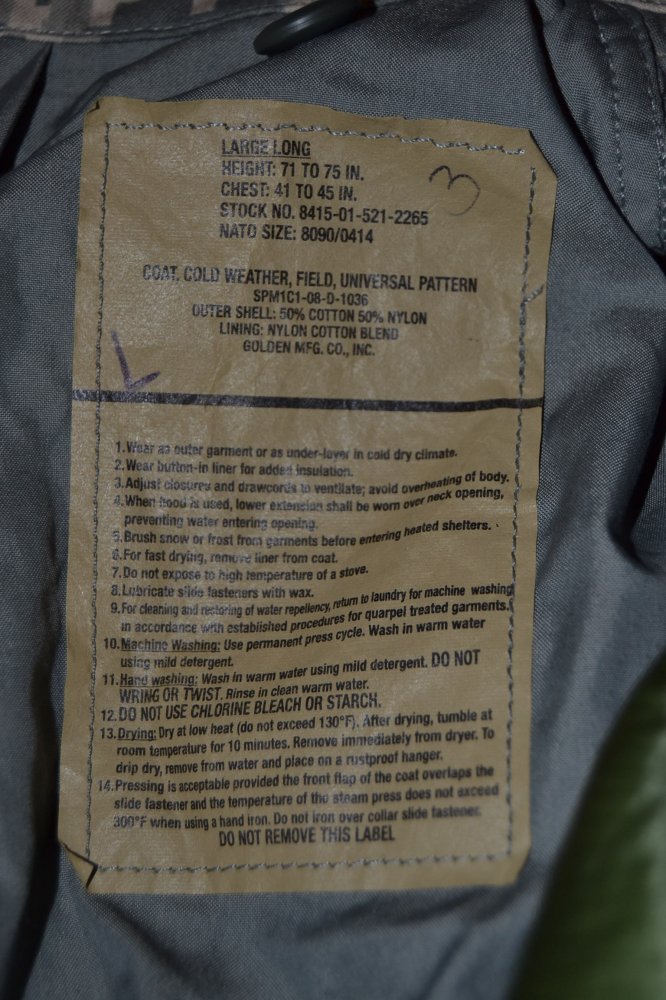 LARGE LONG
HEIGHT: 71 TO 75 IN.
CHEST: 41 TO 45 IN.
STOCK NO. 8415-01-521-2265
NATO SIZE: 8090/0414
3
COAT, COLD WEATHER, FIELD, UNIVERSAL PATTERN
SPM1C1-08-D-1036
OUTER SHELL: 50% COTTON 50% NYLON
LINING: NYLON COTTON BLEND
GOLDEN MFG. CO., INC.
L
1. Wear as outer garment or as under-layer in cold dry climate.
2. Wear button-in liner for added insulation.
3. Adjust closures and drawcords to ventilate; avoid overheating of body.
4. When hood is used, lower extension shall be worn over neck opening,
preventing water entering opening.
5. Brush snow or frost from garments before entering heated shelters.
6. For fast drying, remove liner from coat.
7. Do not expose to high temperature of a stove.
8. Lubricate slide fasteners with wax.
9. For cleaning and restoring of water repellency, return to laundry for machine washing
in accordance with established procedures for quarpel treated garments.
10. Machine Washing: Use permanent press cycle. Wash in warm water
using mild detergent.
11. Hand washing: Wash in warm water using mild detergent. DO NOT
WRING OR TWIST. Rinse in clean warm water.
12. DO NOT USE CHLORINE BLEACH OR STARCH.
13. Drying: Dry at low heat (do not exceed 130°F). After drying, tumble at
room temperature for 10 minutes. Remove immediately from dryer. To
drip dry, remove from water and place on a rustproof hanger.
14. Pressing is acceptable provided the front flap of the coat overlaps the
slide fastener and the temperature of the steam press does not exceed
300°F when using a hand iron. Do not iron over collar slide fastener.
DO NOT REMOVE THIS LABEL